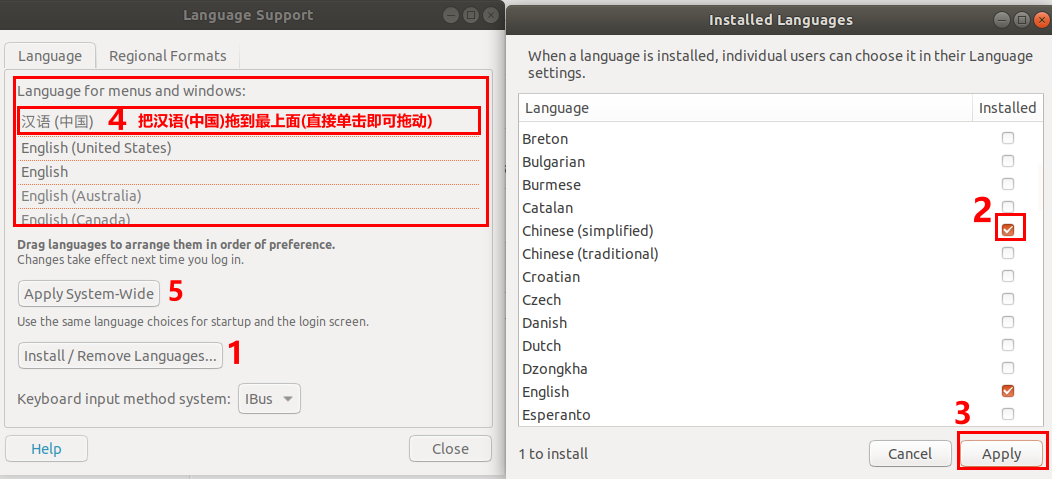 Language Support
Language
Regional Formats
Language for menus and windows:
汉语 (中国)
4 把汉语(中国)拖到最上面(直接单击即可拖动)
English (United States)
English
English (Australia)
English (Canada)
Drag languages to arrange them in order of preference.
Changes take effect next time you log in.
Apply System-Wide
5
Use the same language choices for startup and the login screen.
Install / Remove Languages...
1
Keyboard input method system:
IBus
Help
Close
Installed Languages
When a language is installed, individual users can choose it in their Language
settings.
Language
Installed
Breton
Bulgarian
Burmese
Catalan
2
Chinese (simplified)
Chinese (traditional)
Croatian
Czech
Danish
Dutch
Dzongkha
English
Esperanto
3
1 to install
Cancel
Apply